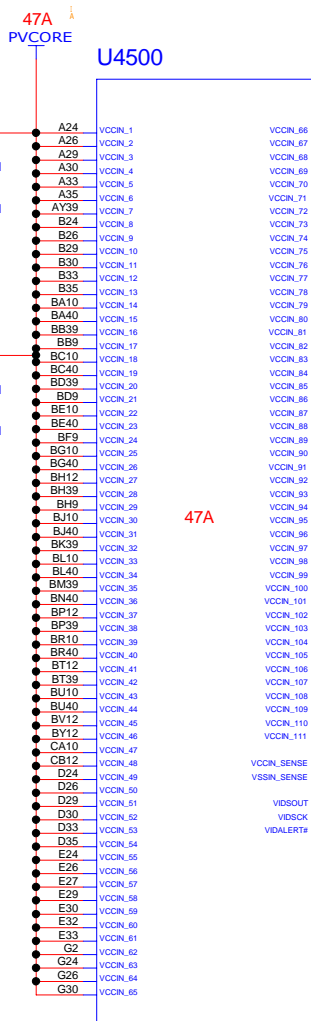 47A
PVCORE
U4500
A24 VCCIN_1 VCCIN_66
A26 VCCIN_2 VCCIN_67
A29 VCCIN_3 VCCIN_68
A30 VCCIN_4 VCCIN_69
A33 VCCIN_5 VCCIN_70
A35 VCCIN_6 VCCIN_71
AY39 VCCIN_7 VCCIN_72
B24 VCCIN_8 VCCIN_73
B26 VCCIN_9 VCCIN_74
B29 VCCIN_10 VCCIN_75
B30 VCCIN_11 VCCIN_76
B33 VCCIN_12 VCCIN_77
B35 VCCIN_13 VCCIN_78
BA10 VCCIN_14 VCCIN_79
BA40 VCCIN_15 VCCIN_80
BB39 VCCIN_16 VCCIN_81
BB9 VCCIN_17 VCCIN_82
BC10 VCCIN_18 VCCIN_83
BC40 VCCIN_19 VCCIN_84
BD39 VCCIN_20 VCCIN_85
BD9 VCCIN_21 VCCIN_86
BE10 VCCIN_22 VCCIN_87
BE40 VCCIN_23 VCCIN_88
BF9 VCCIN_24 VCCIN_89
BG10 VCCIN_25 VCCIN_90
BG40 VCCIN_26 VCCIN_91
BH12 VCCIN_27 VCCIN_92
BH39 VCCIN_28 VCCIN_93
BH9 VCCIN_29 VCCIN_94
BJ10 VCCIN_30 47A VCCIN_95
BJ40 VCCIN_31 VCCIN_96
BK39 VCCIN_32 VCCIN_97
BL10 VCCIN_33 VCCIN_98
BL40 VCCIN_34 VCCIN_99
BM39 VCCIN_35 VCCIN_100
BN40 VCCIN_36 VCCIN_101
BP12 VCCIN_37 VCCIN_102
BP39 VCCIN_38 VCCIN_103
BR10 VCCIN_39 VCCIN_104
BR40 VCCIN_40 VCCIN_105
BT12 VCCIN_41 VCCIN_106
BT39 VCCIN_42 VCCIN_107
BU10 VCCIN_43 VCCIN_108
BU40 VCCIN_44 VCCIN_109
BV12 VCCIN_45 VCCIN_110
BY12 VCCIN_46 VCCIN_111
CA10 VCCIN_47
CB12 VCCIN_48 VCCIN_SENSE
D24 VCCIN_49 VSSIN_SENSE
D26 VCCIN_50
D29 VCCIN_51 VIDSOUT
D30 VCCIN_52 VIDSCK
D33 VCCIN_53 VIDALERT#
D35 VCCIN_54
E24 VCCIN_55
E26 VCCIN_56
E27 VCCIN_57
E29 VCCIN_58
E30 VCCIN_59
E32 VCCIN_60
E33 VCCIN_61
G2 VCCIN_62
G24 VCCIN_63
G26 VCCIN_64
G30 VCCIN_65